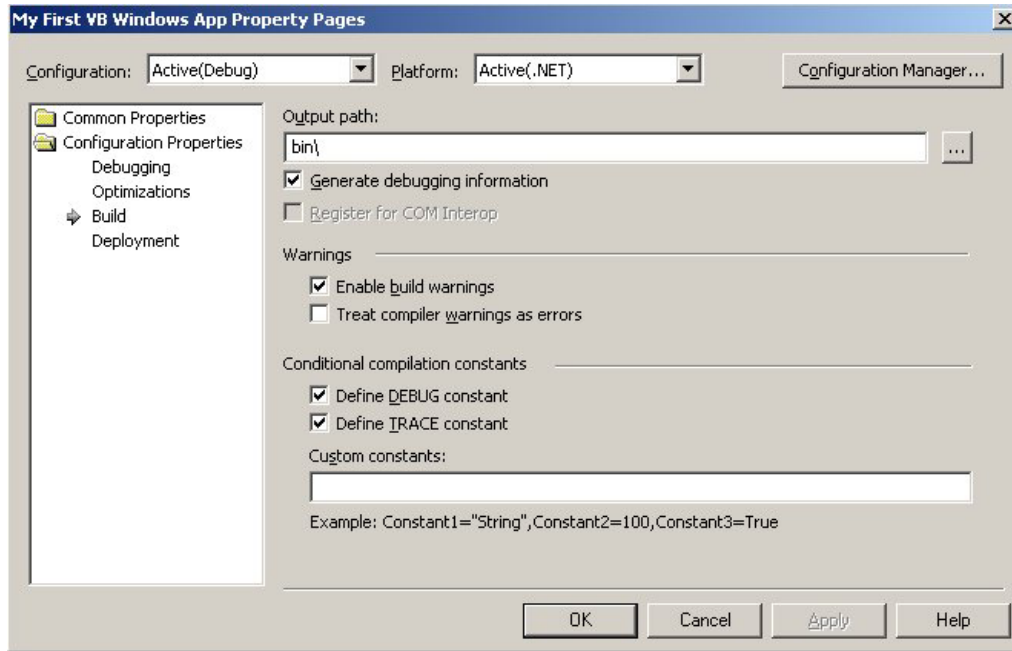 My First VB Windows App Property Pages
Configuration: Active(Debug) Platform: Active(.NET) Configuration Manager...
Common Properties
Configuration Properties
Debugging
Optimizations
Build
Deployment
Output path:
bin\
...
Generate debugging information
Register for COM Interop
Warnings
Enable build warnings
Treat compiler warnings as errors
Conditional compilation constants
Define DEBUG constant
Define TRACE constant
Custom constants:
Example: Constant1="String",Constant2=100,Constant3=True
OK Cancel Apply Help